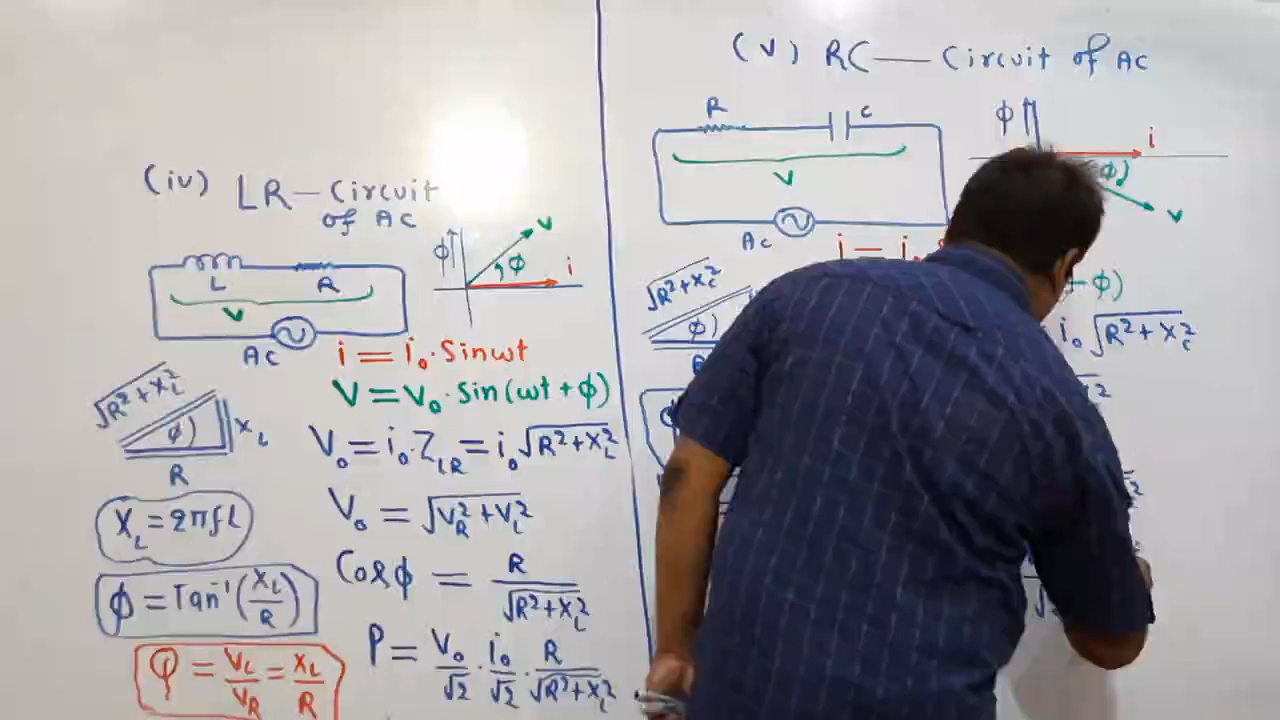 (iv) LR — Circuit
of AC
L
R
V
AC
ϕ
V
ϕ
i
i = i₀ . Sinωt
V = V₀ . Sin(ωt + ϕ)
√R² + X_L²
ϕ
X_L
R
V₀ = i₀ . Z_LR = i₀ √R² + X_L²
V₀ = √V_R² + V_L²
X_L = 2πfL
Cosϕ = R / √R² + X_L²
ϕ = Tan⁻¹(X_L / R)
P = V₀/√2 . i₀/√2 . R / √R² + X_L²
Q = V_L / V_R = X_L / R
(V) RC — Circuit of AC
R
C
V
AC
ϕ
i
ϕ
V
i = i₀
+ ϕ)
√R² + X_C²
ϕ
i₀ √R² + X_C²